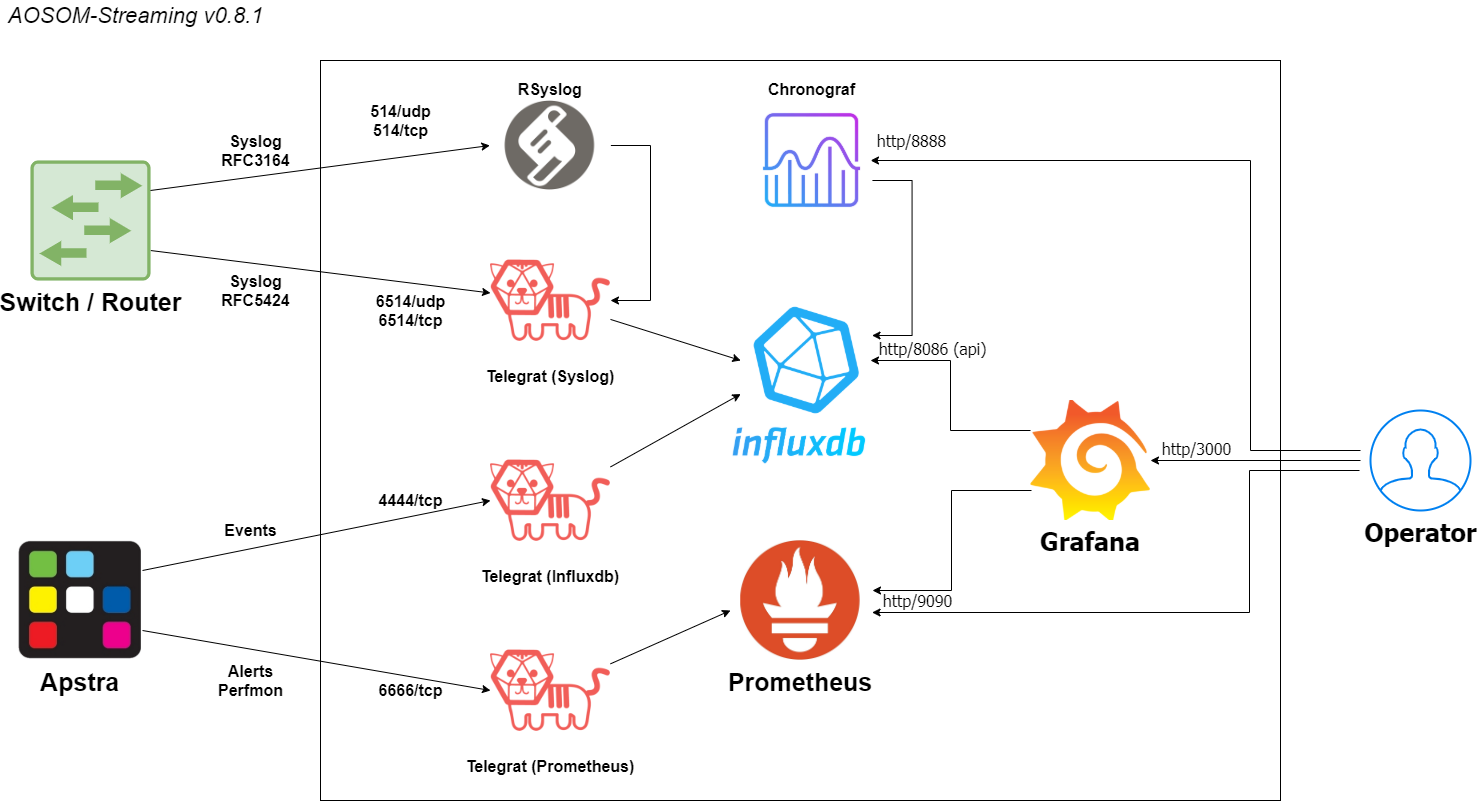 AOSOM-Streaming v0.8.1
RSyslog
Chronograf
514/udp
514/tcp
Syslog
RFC3164
http/8888
Syslog
RFC5424
Switch / Router
6514/udp
6514/tcp
http/8086 (api)
Telegrat (Syslog)
influxdb
http/3000
4444/tcp
Events
Grafana
Operator
Telegrat (Influxdb)
http/9090
Alerts
Perfmon
6666/tcp
Apstra
Prometheus
Telegrat (Prometheus)